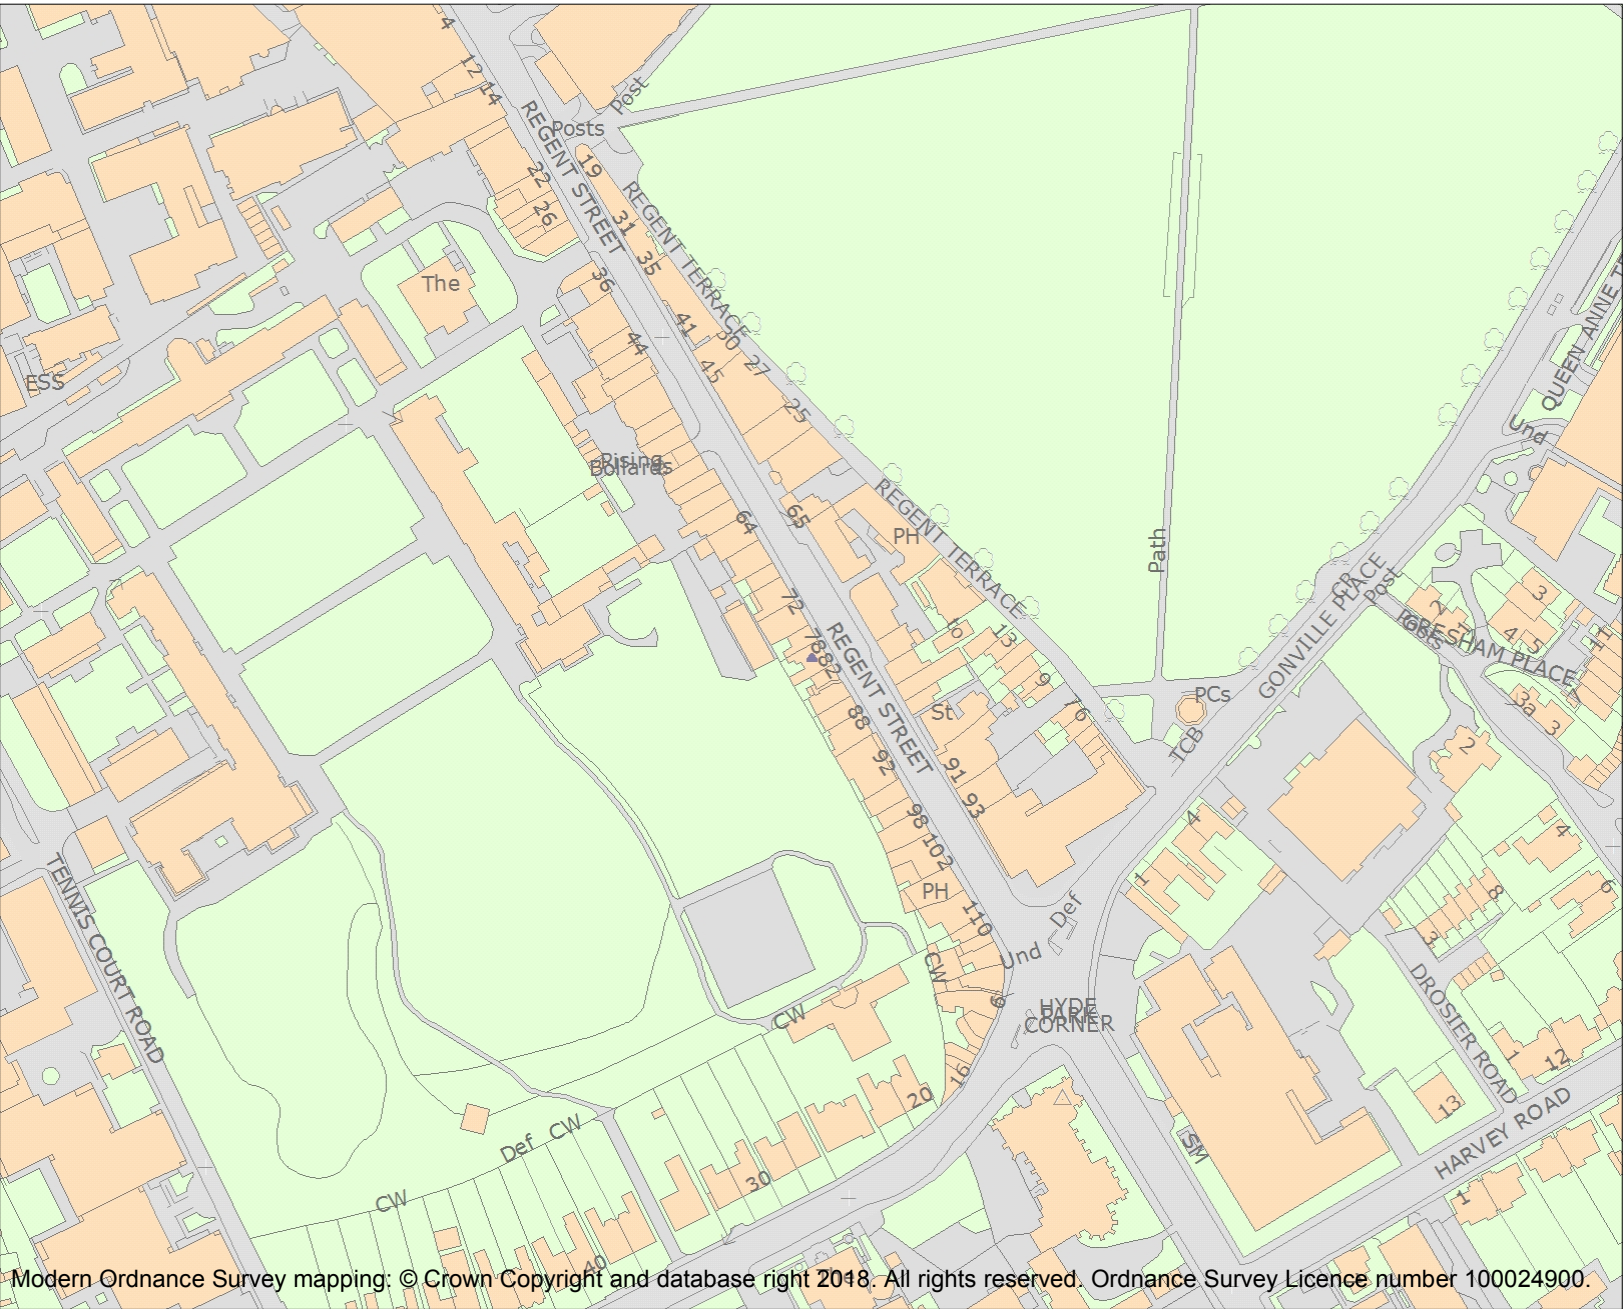 4
12
14
REGENT STREET
Post
Posts
19
22
26
REGENT TERRACE
31
35
The
36
41
30
44
45
27
25
ESS
QUEEN ANNE TE
Und
Rising
Bollards
64
65
PH
REGENT TERRACE
Path
GONVILLE PLACE
Post
2
3
GRESHAM PLACE
4
5
11
72
to
13
78
82
REGENT STREET
9
76
PCs
TCB
St
88
92
91
93
3a
3
7
2
98
102
4
1
4
PH
110
Def
Und
8
3
6
CW
9
HYDE
PARK
CORNER
DROSIER ROAD
TENNIS COURT ROAD
CW
16
20
1
12
13
HARVEY ROAD
SM
Def
CW
30
CW
1
40
Modern Ordnance Survey mapping: © Crown Copyright and database right 2018. All rights reserved. Ordnance Survey Licence number 100024900.